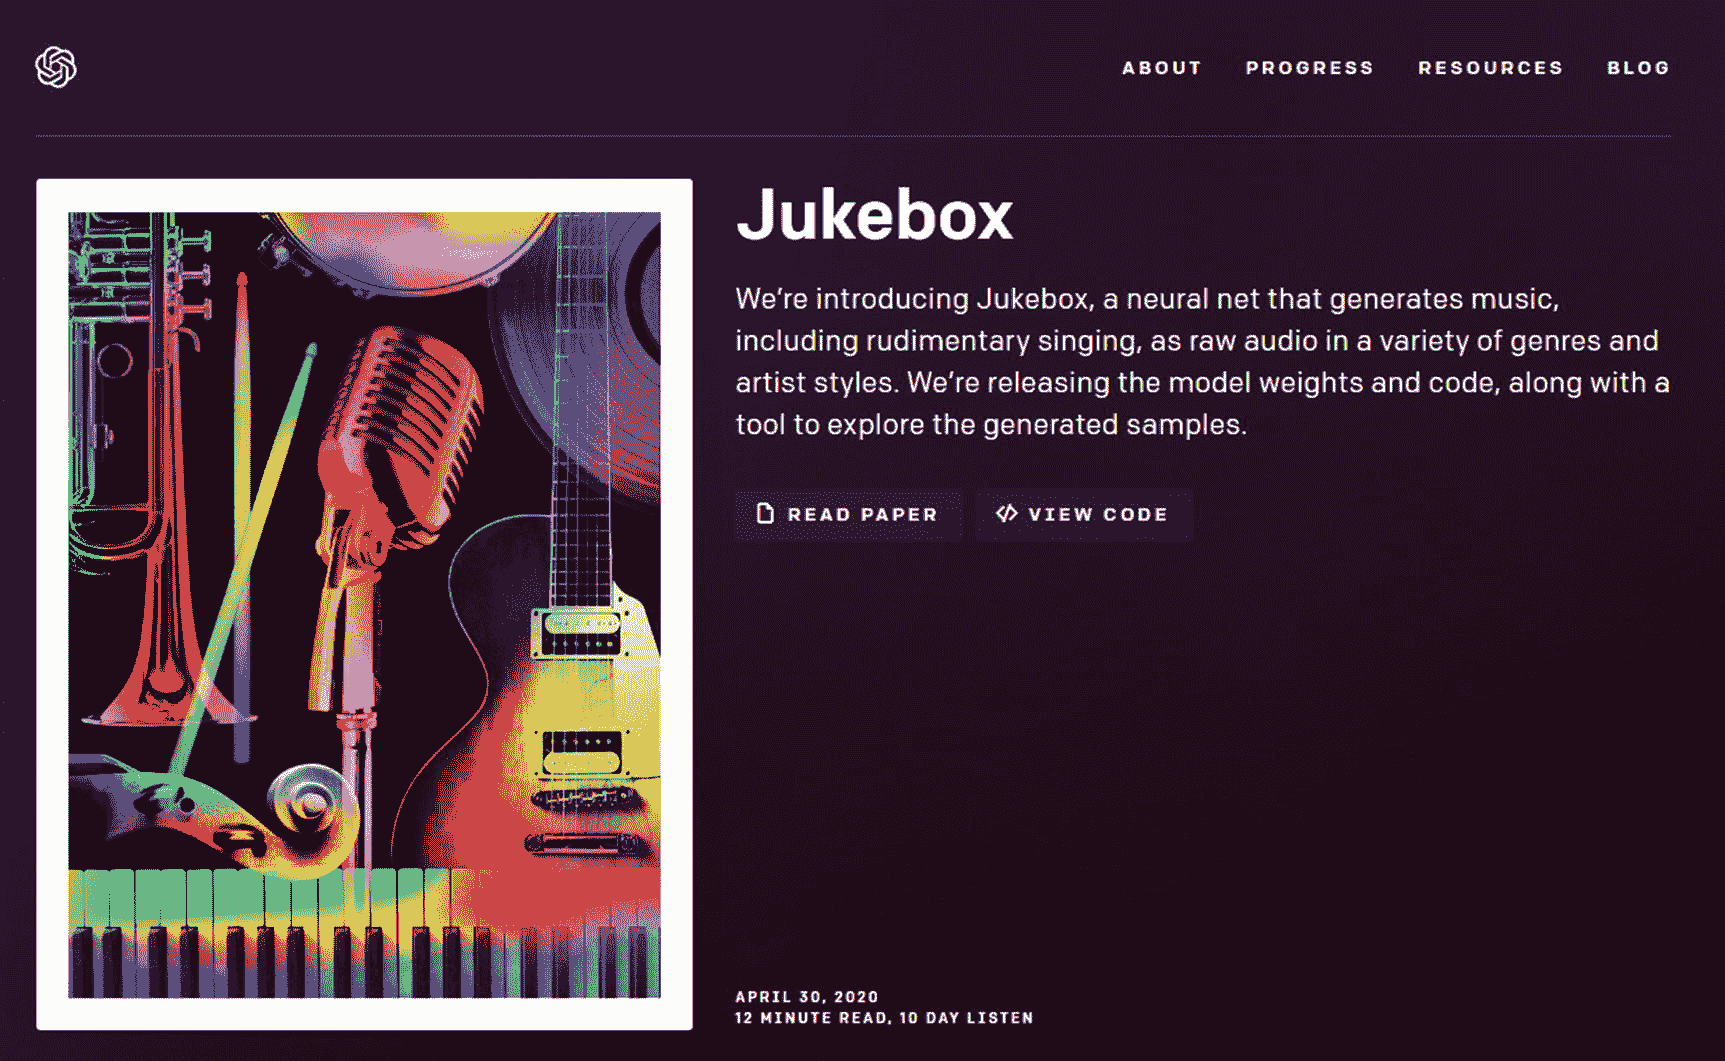 ABOUT PROGRESS RESOURCES BLOG
Jukebox
We’re introducing Jukebox, a neural net that generates music,
including rudimentary singing, as raw audio in a variety of genres and
artist styles. We’re releasing the model weights and code, along with a
tool to explore the generated samples.
READ PAPER VIEW CODE
APRIL 30, 2020
12 MINUTE READ, 10 DAY LISTEN